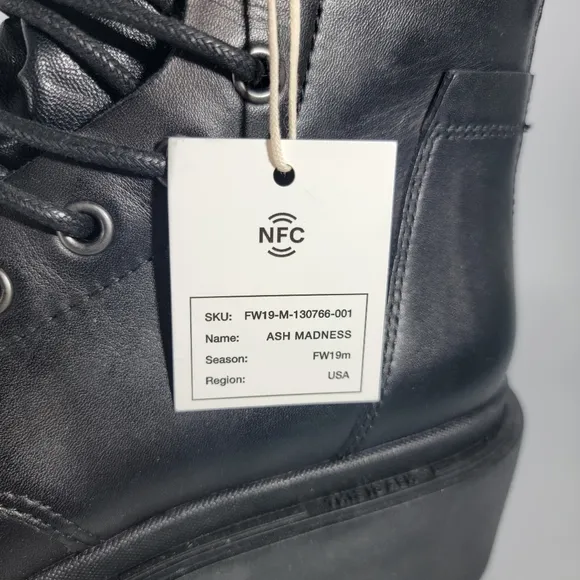 NFC
SKU: FW19-M-130766-001
Name: ASH MADNESS
Season: FW19m
Region: USA